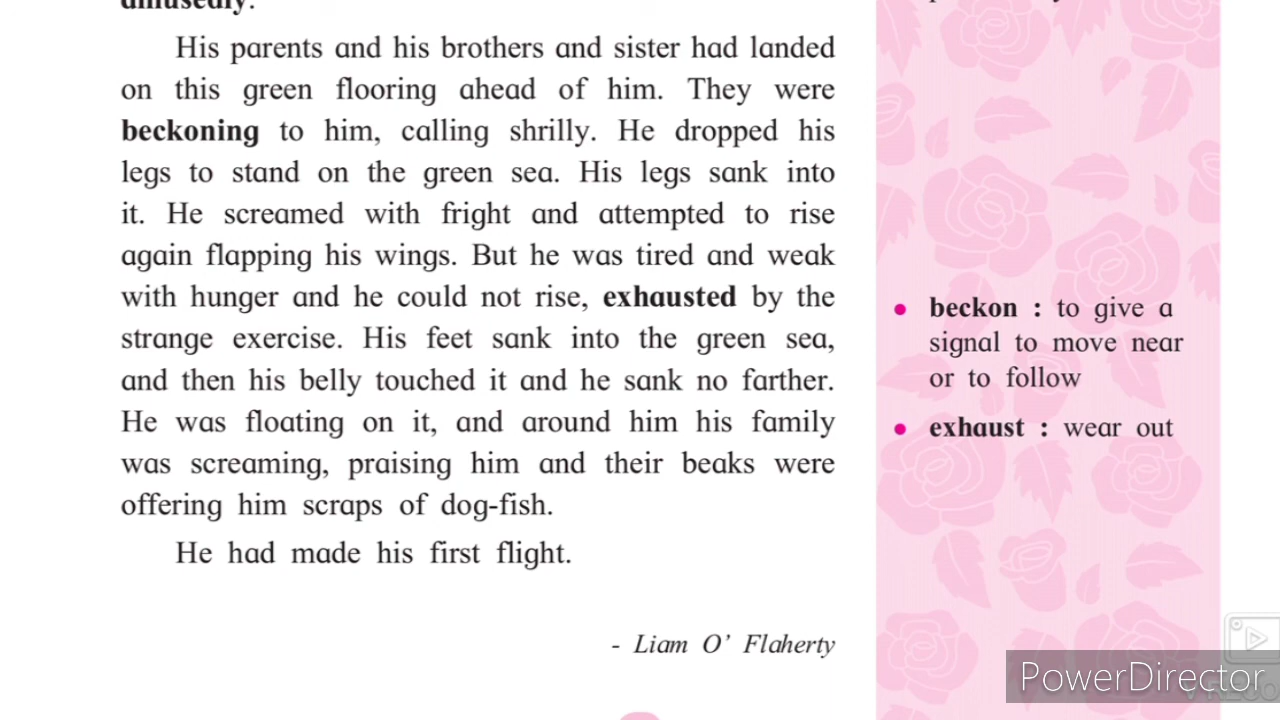 amusedly.
His parents and his brothers and sister had landed
on this green flooring ahead of him. They were
beckoning to him, calling shrilly. He dropped his
legs to stand on the green sea. His legs sank into
it. He screamed with fright and attempted to rise
again flapping his wings. But he was tired and weak
with hunger and he could not rise, exhausted by the
strange exercise. His feet sank into the green sea,
and then his belly touched it and he sank no farther.
He was floating on it, and around him his family
was screaming, praising him and their beaks were
offering him scraps of dog-fish.
He had made his first flight.
- Liam O' Flaherty
• beckon : to give a
signal to move near
or to follow
• exhaust : wear out
PowerDirector